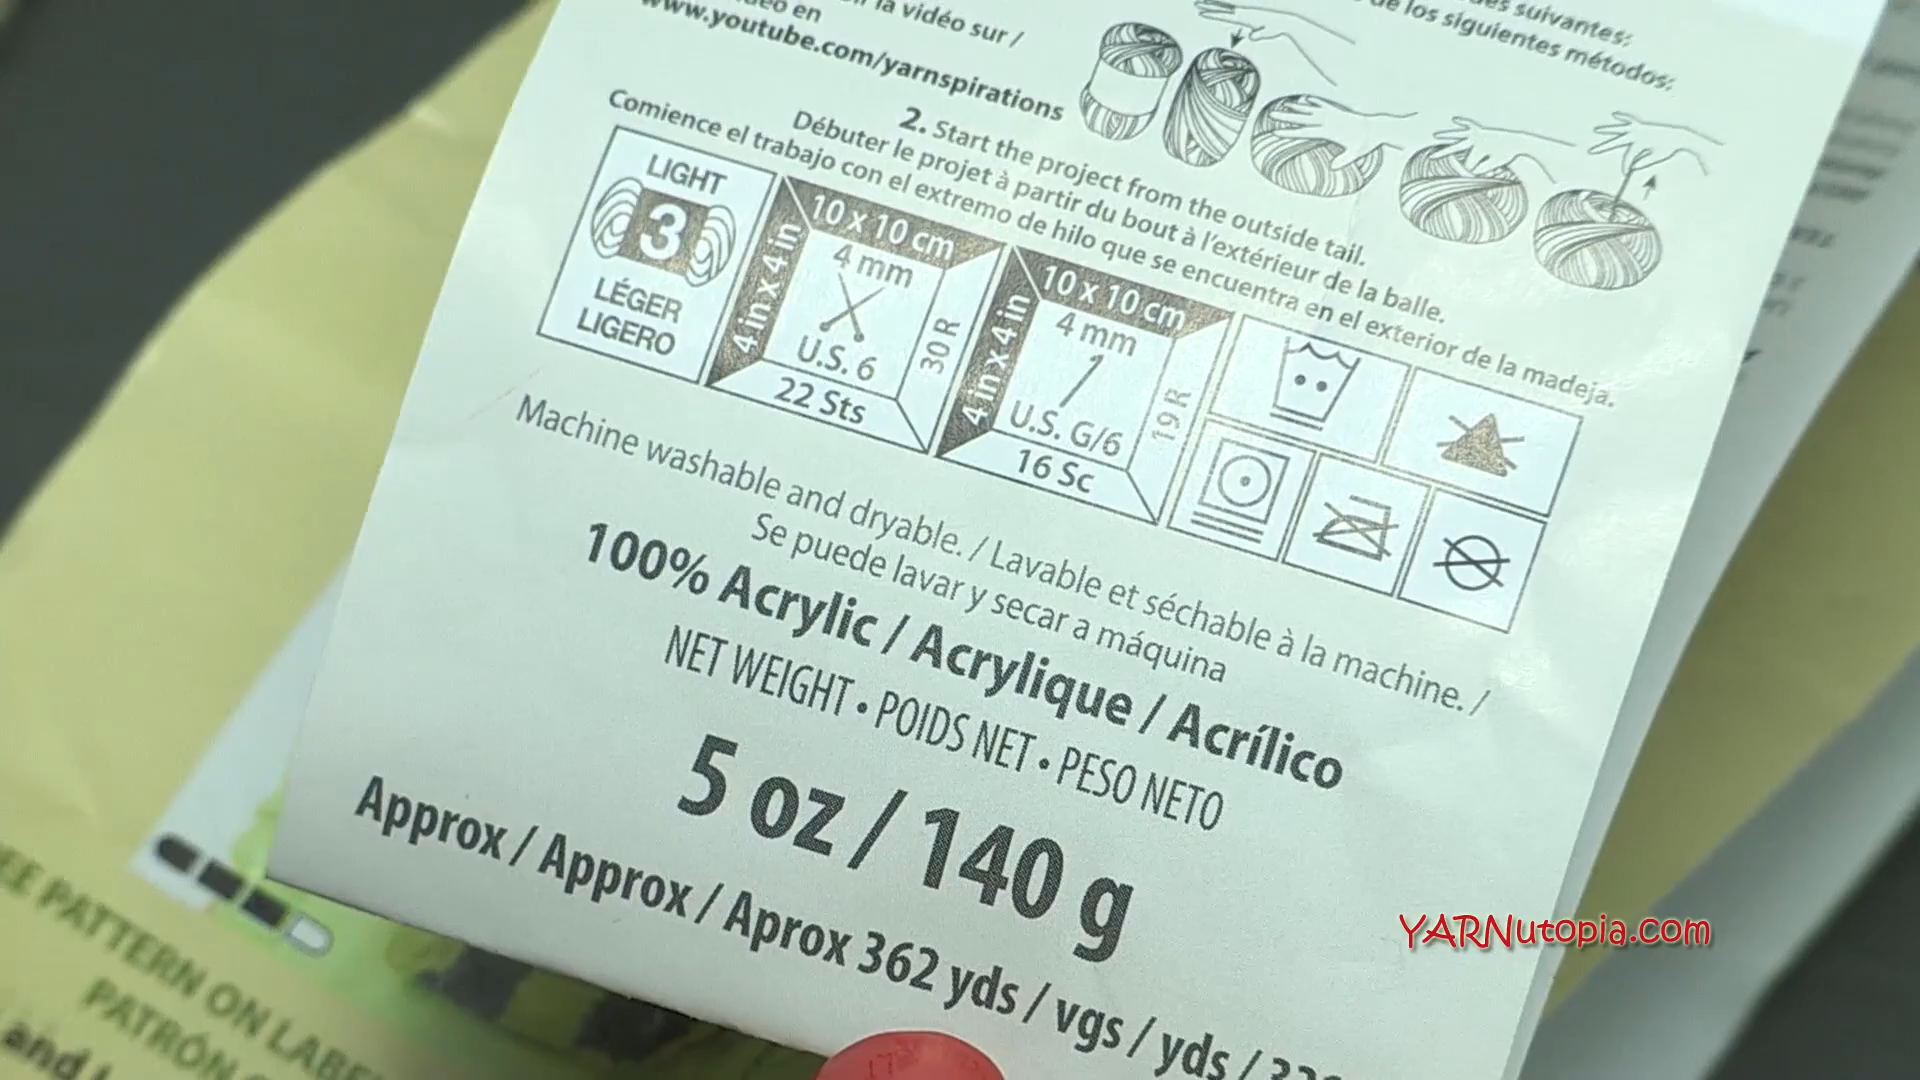 la vidéo sur /
en
www.youtube.com/yarnspirations
suivantes:
de los siguientes métodos:
2. Start the project from the outside tail.
Débuter le projet à partir du bout à l'extérieur de la balle.
Comience el trabajo con el extremo de hilo que se encuentra en el exterior de la madeja.
LIGHT
3
LÉGER
LIGERO
10 x 10 cm
4 in x 4 in
4 mm
U.S. 6
30 R
22 Sts
10 x 10 cm
4 in x 4 in
4 mm
U.S. G/6
19 R
16 Sc
Machine washable and dryable. / Lavable et séchable à la machine. /
Se puede lavar y secar a máquina
100% Acrylic / Acrylique / Acrílico
NET WEIGHT • POIDS NET • PESO NETO
5 oz / 140 g
Approx / Approx / Aprox 362 yds / vgs / yds /
PATTERN ON LABE
PATRÓN
and
YARNutopia.com